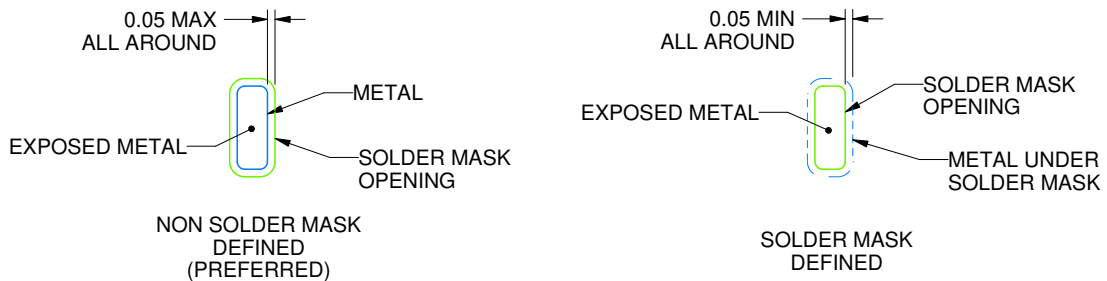 0.05 MAX
ALL AROUND
METAL
EXPOSED METAL
SOLDER MASK
OPENING
NON SOLDER MASK
DEFINED
(PREFERRED)
0.05 MIN
ALL AROUND
SOLDER MASK
OPENING
EXPOSED METAL
METAL UNDER
SOLDER MASK
SOLDER MASK
DEFINED